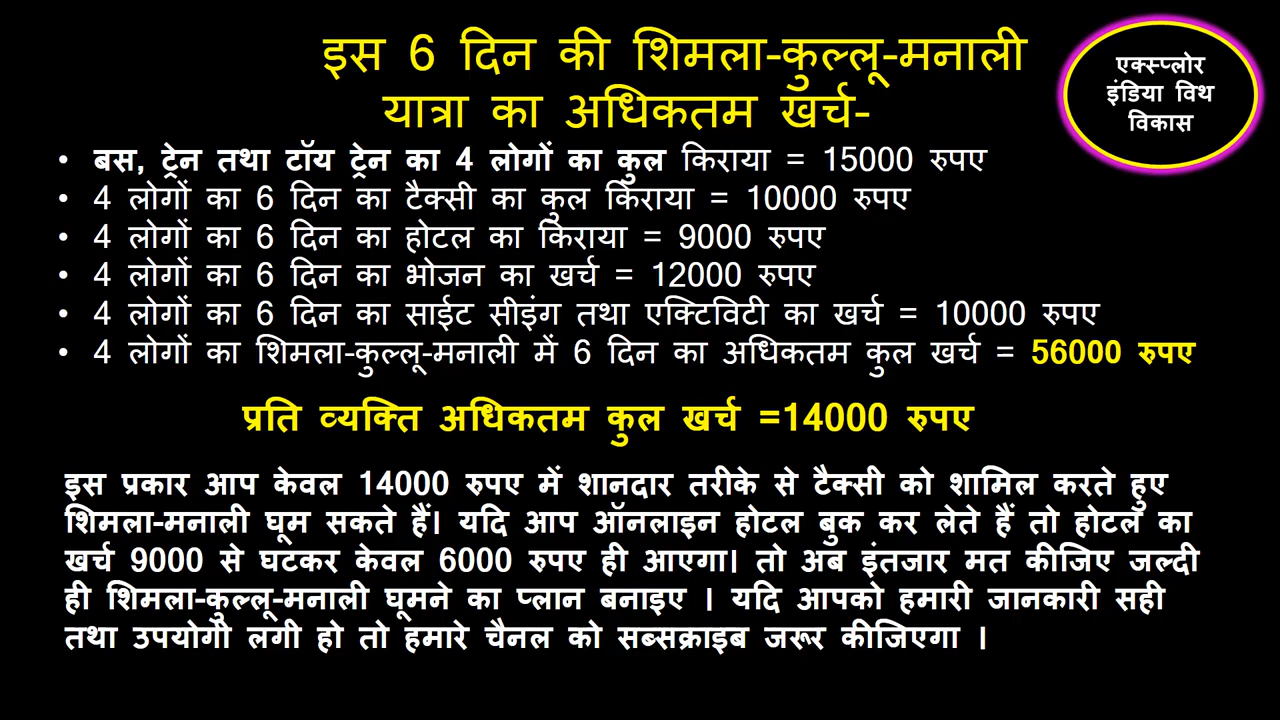 इस 6 दिन की शिमला-कुल्लू-मनाली
यात्रा का अधिकतम खर्च-
एक्स्प्लोर
इंडिया विथ
विकास
• बस, ट्रेन तथा टॉय ट्रेन का 4 लोगों का कुल किराया = 15000 रुपए
• 4 लोगों का 6 दिन का टैक्सी का कुल किराया = 10000 रुपए
• 4 लोगों का 6 दिन का होटल का किराया = 9000 रुपए
• 4 लोगों का 6 दिन का भोजन का खर्च = 12000 रुपए
• 4 लोगों का 6 दिन का साईट सीइंग तथा एक्टिविटी का खर्च = 10000 रुपए
• 4 लोगों का शिमला-कुल्लू-मनाली में 6 दिन का अधिकतम कुल खर्च = 56000 रुपए
प्रति व्यक्ति अधिकतम कुल खर्च =14000 रुपए
इस प्रकार आप केवल 14000 रुपए में शानदार तरीके से टैक्सी को शामिल करते हुए
शिमला-मनाली घूम सकते हैं। यदि आप ऑनलाइन होटल बुक कर लेते हैं तो होटल का
खर्च 9000 से घटकर केवल 6000 रुपए ही आएगा। तो अब इंतजार मत कीजिए जल्दी
ही शिमला-कुल्लू-मनाली घूमने का प्लान बनाइए । यदि आपको हमारी जानकारी सही
तथा उपयोगी लगी हो तो हमारे चैनल को सब्सक्राइब जरूर कीजिएगा ।